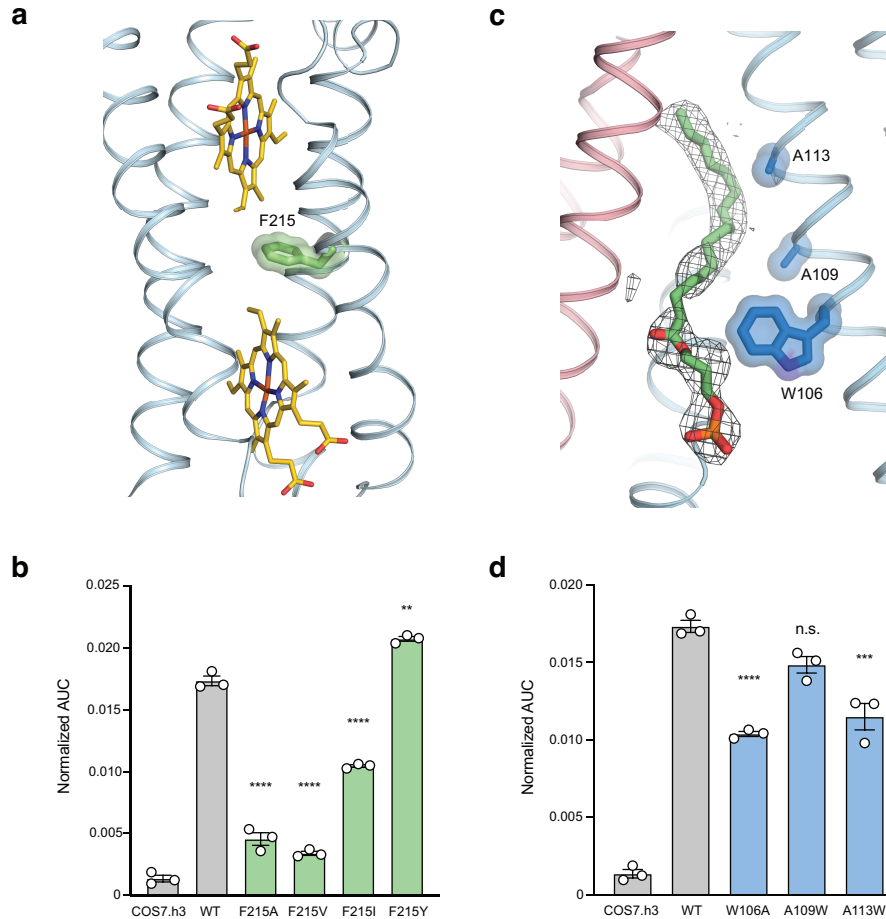 a
F215
c
A113
A109
W106
b
Normalized AUC
0.025
0.020
0.015
0.010
0.005
0
****
****
****
**
COS7.h3 WT F215A F215V F215I F215Y
d
Normalized AUC
0.020
0.015
0.010
0.005
0
****
n.s.
***
COS7.h3 WT W106A A109W A113W